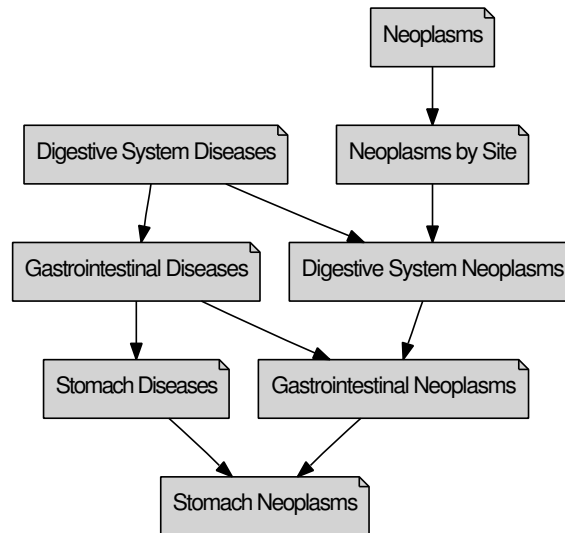 Neoplasms
Digestive System Diseases
Neoplasms by Site
Gastrointestinal Diseases
Digestive System Neoplasms
Stomach Diseases
Gastrointestinal Neoplasms
Stomach Neoplasms